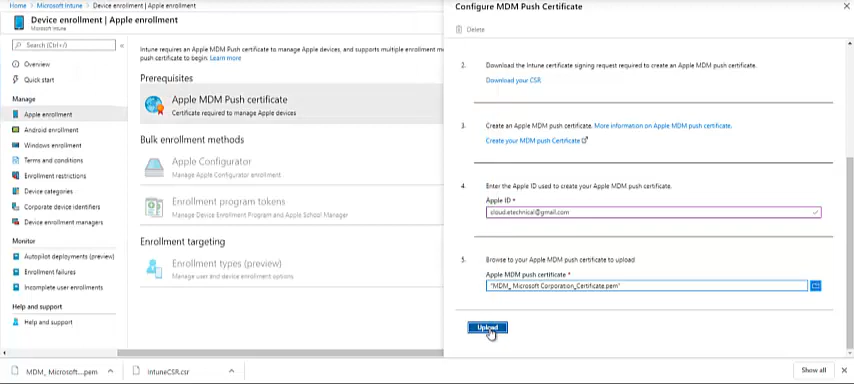 Home > Microsoft Intune > Device enrollment | Apple enrollment
Device enrollment | Apple enrollment
Microsoft Intune
Search (Ctrl+/)
«
Overview
Quick start
Manage
Apple enrollment
Android enrollment
Windows enrollment
Terms and conditions
Enrollment restrictions
Device categories
Corporate device identifiers
Device enrollment managers
Monitor
Autopilot deployments (preview)
Enrollment failures
Incomplete user enrollments
Help and support
Help and support
Intune requires an Apple MDM Push certificate to manage Apple devices, and supports multiple enrollment m
push certificate to begin. Learn more
Prerequisites
Apple MDM Push certificate
Certificate required to manage Apple devices
Bulk enrollment methods
Apple Configurator
Manage Apple Configurator enrollment
Enrollment program tokens
Manage Device Enrollment Program and Apple School Manager
Enrollment targeting
Enrollment types (preview)
Manage user and device enrollment options
Configure MDM Push Certificate
Delete
2. Download the Intune certificate signing request required to create an Apple MDM push certificate.
Download your CSR
3. Create an Apple MDM push certificate. More information on Apple MDM push certificate.
Create your MDM push Certificate
4. Enter the Apple ID used to create your Apple MDM push certificate.
Apple ID *
cloud.etechnical@gmail.com
5. Browse to your Apple MDM push certificate to upload
Apple MDM push certificate *
"MDM_ Microsoft Corporation_Certificate.pem"
Upload
MDM_ Microsoft....pem
IntuneCSR.csr
Show all